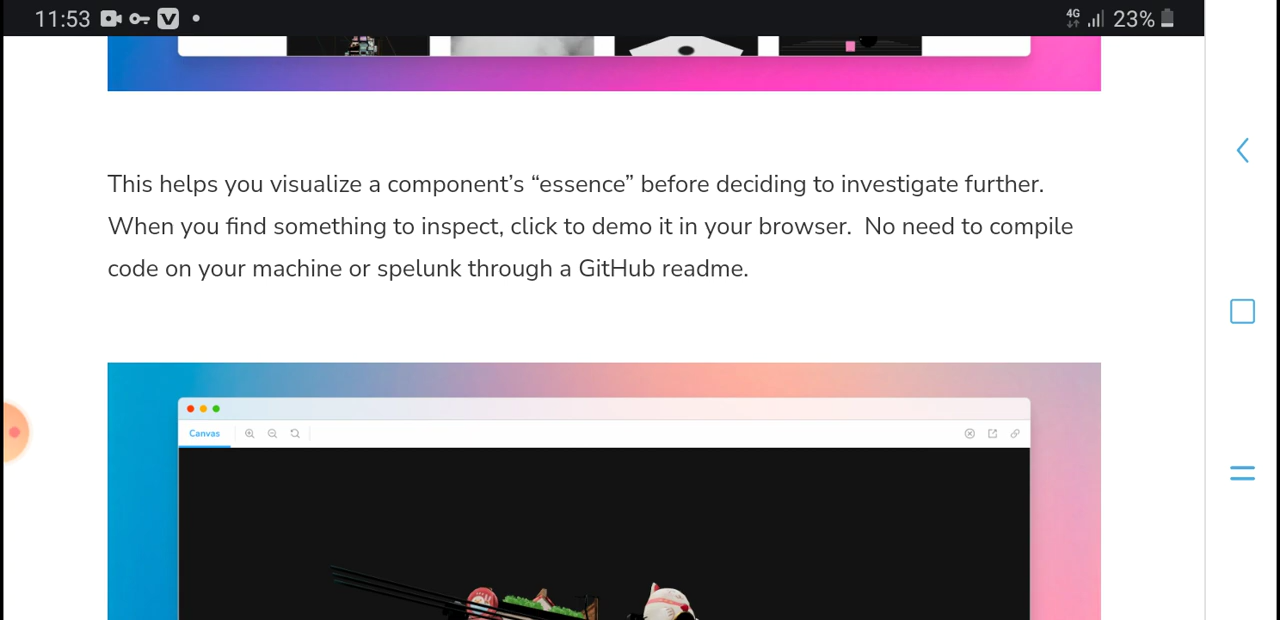 11:53
4G 23%
This helps you visualize a component’s “essence” before deciding to investigate further.
When you find something to inspect, click to demo it in your browser.  No need to compile
code on your machine or spelunk through a GitHub readme.
Canvas